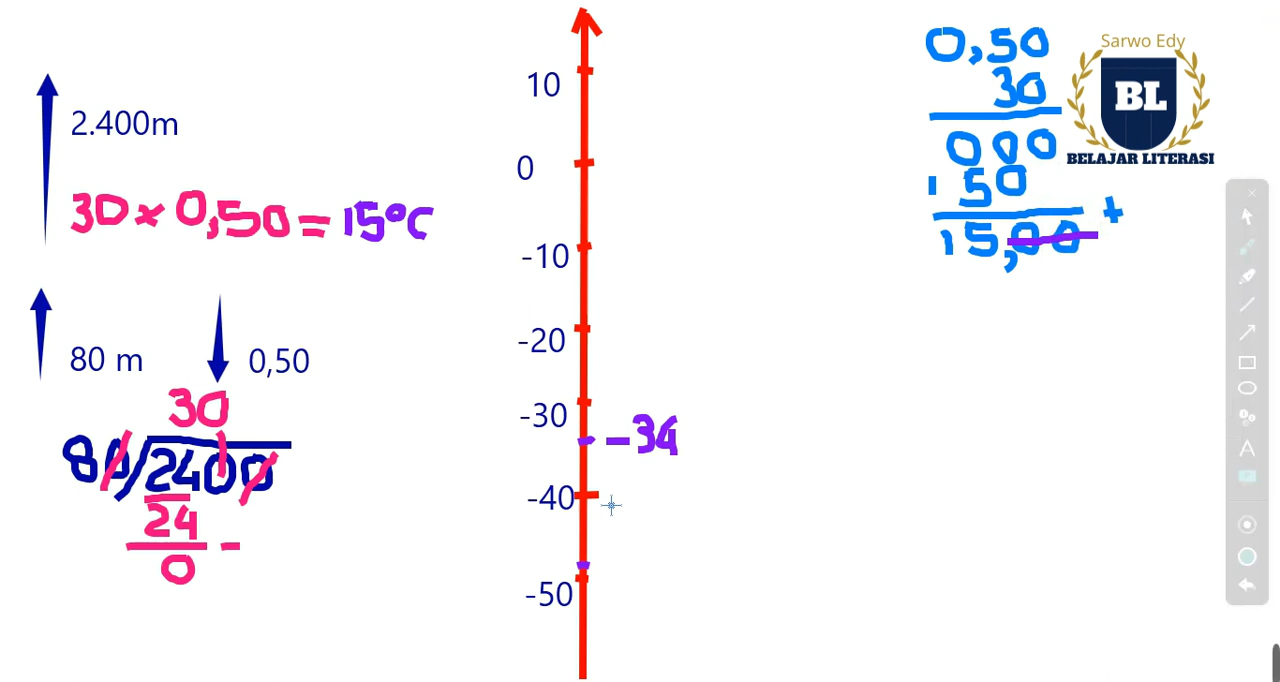 2.400m
30 × 0,50 = 15°C
80 m
0,50
30
80 2400
24
0
10
0
-10
-20
-30
-34
-40
-50
0,50
30
000
150 +
15,00
Sarwo Edy
BL
BELAJAR LITERASI
A